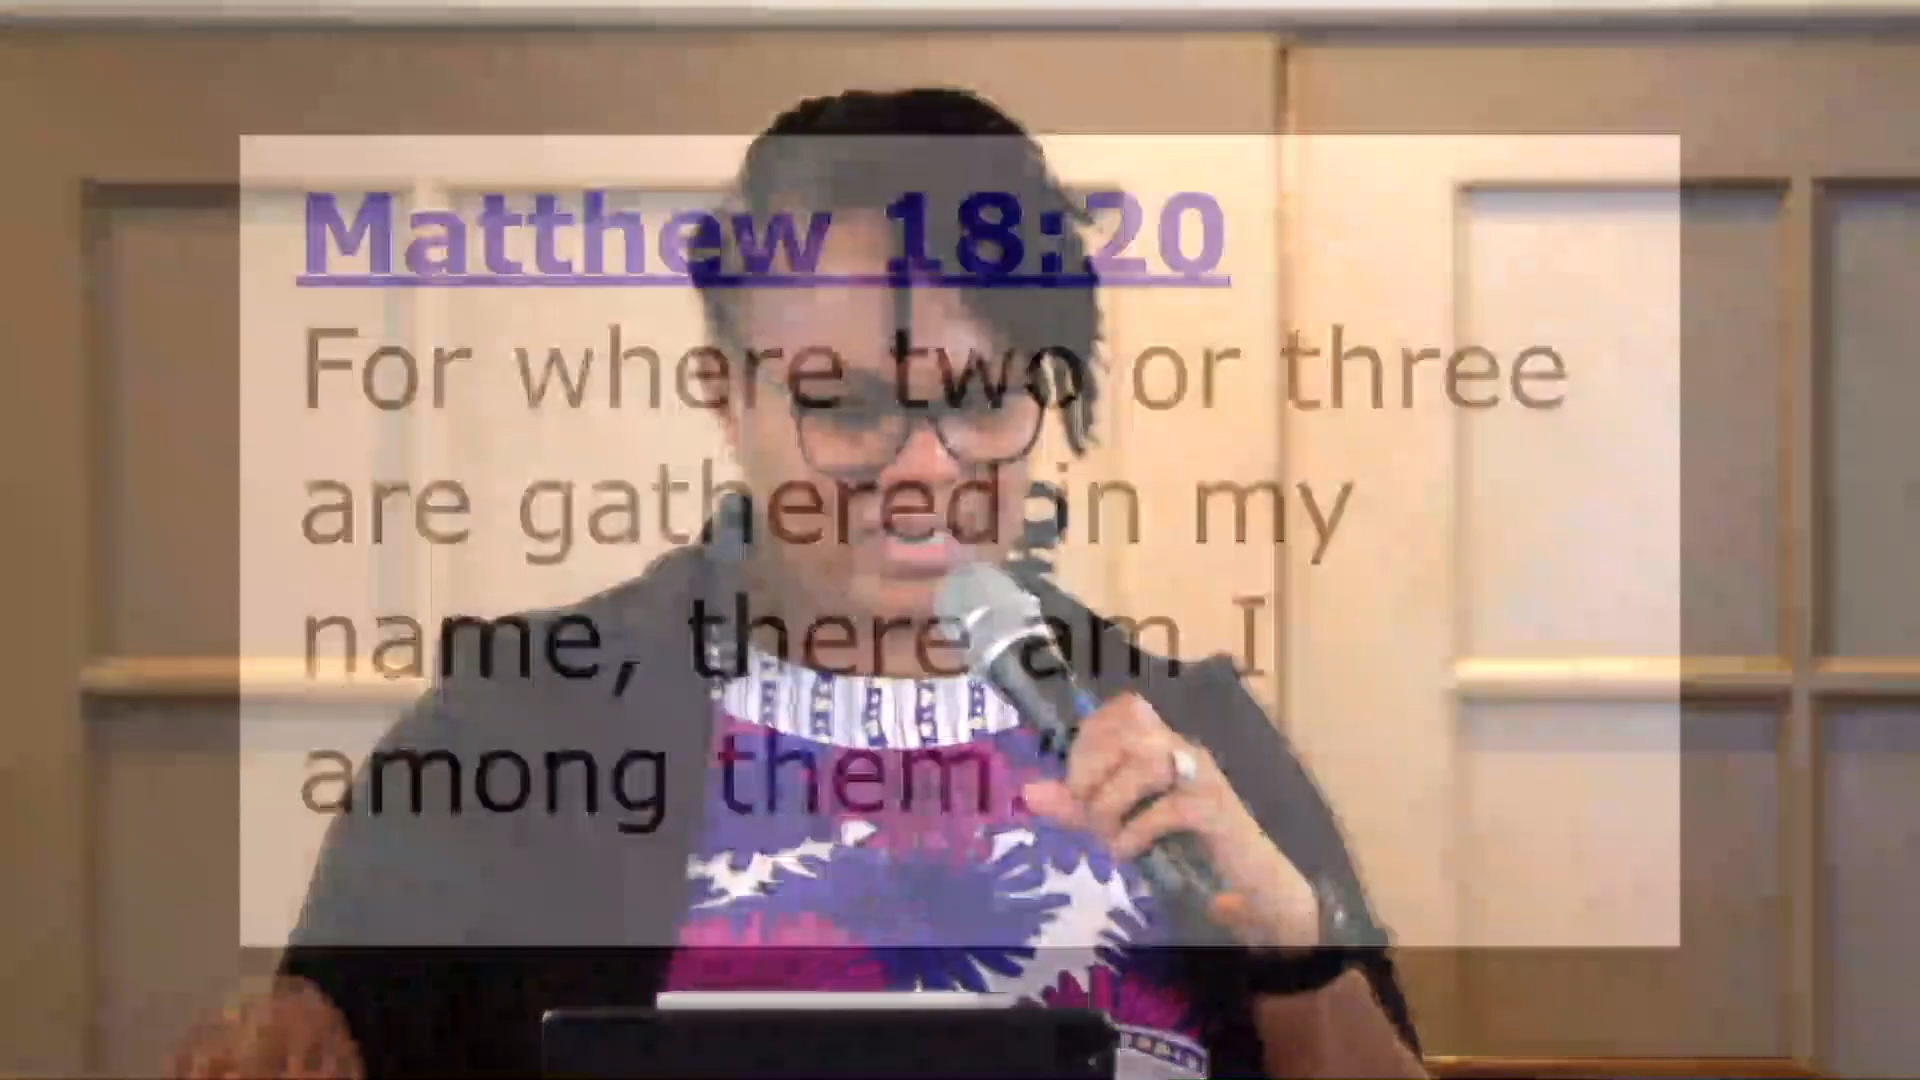 Matthew 18:20
For where two or three
are gathered in my
name, there am I
among them.”